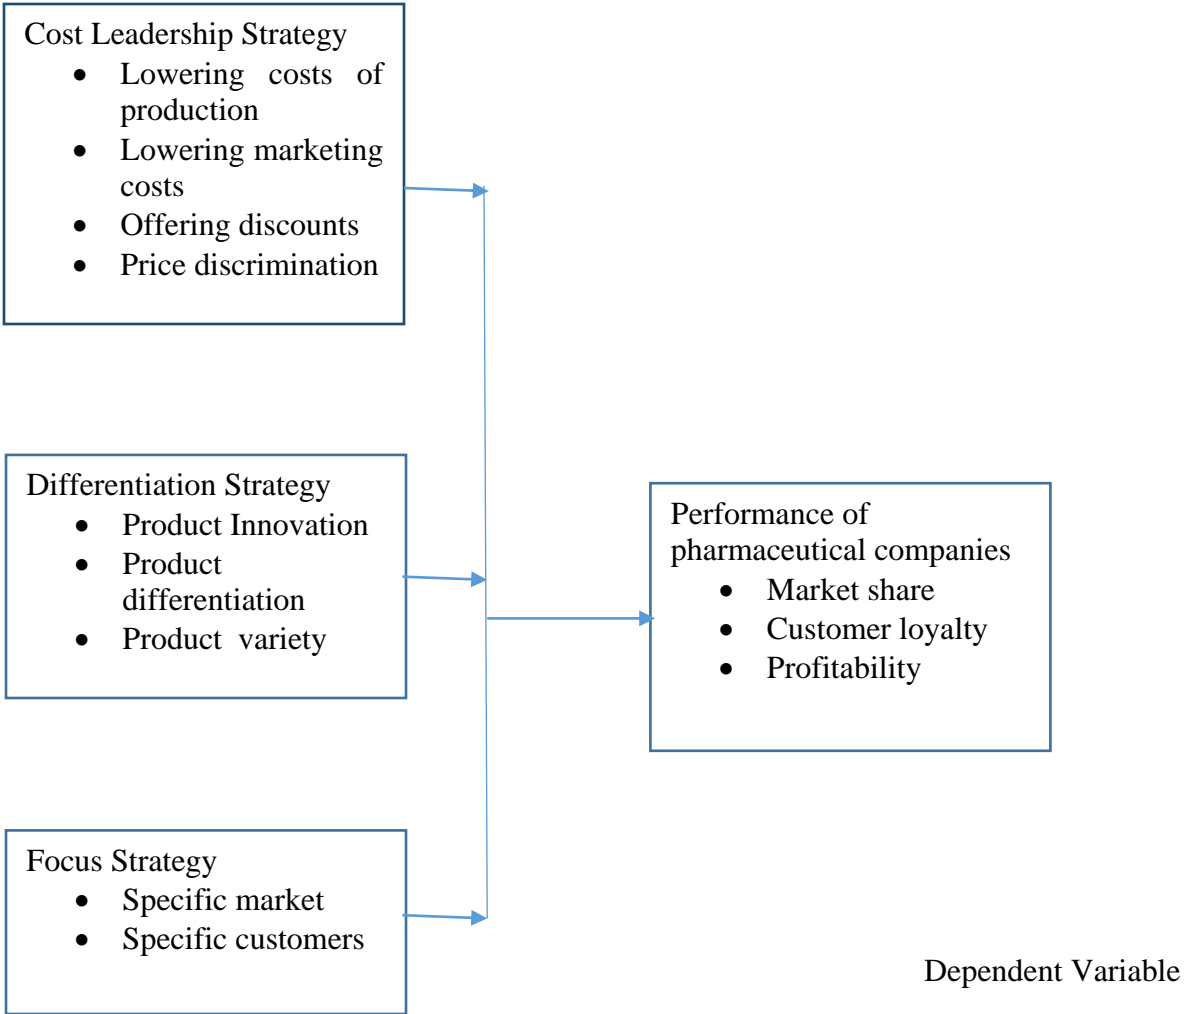 Cost Leadership Strategy
• Lowering costs of
production
• Lowering marketing
costs
• Offering discounts
• Price discrimination
Differentiation Strategy
• Product Innovation
• Product
differentiation
• Product variety
Performance of
pharmaceutical companies
• Market share
• Customer loyalty
• Profitability
Focus Strategy
• Specific market
• Specific customers
Dependent Variable